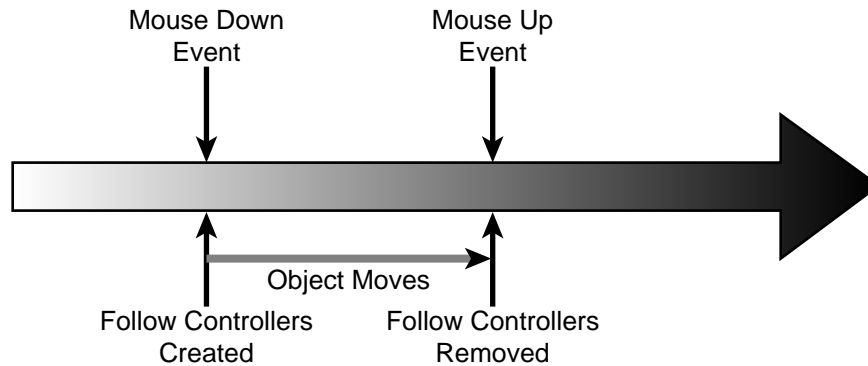 Mouse Down
Event
Mouse Up
Event
Object Moves
Follow Controllers
Created
Follow Controllers
Removed